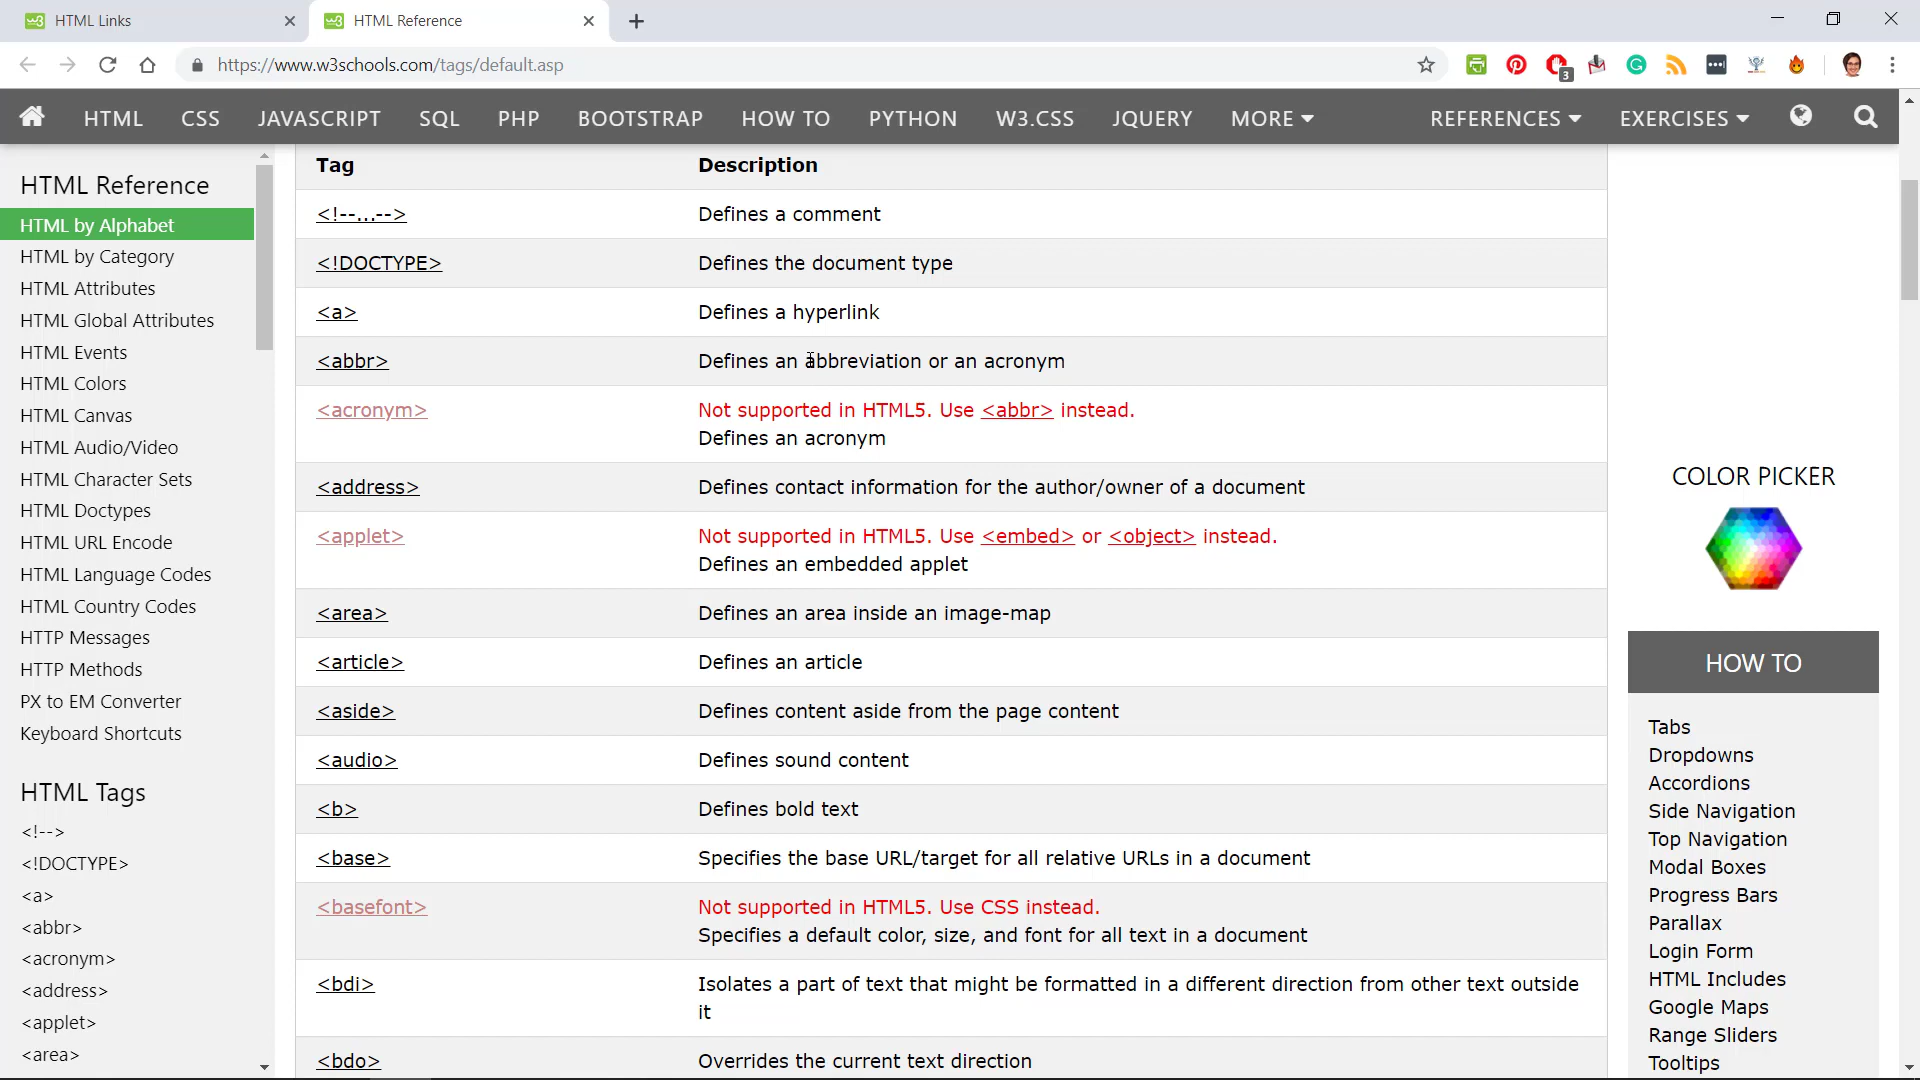 HTML Links
HTML Reference
https://www.w3schools.com/tags/default.asp
3
HTML CSS JAVASCRIPT SQL PHP BOOTSTRAP HOW TO PYTHON W3.CSS JQUERY MORE REFERENCES EXERCISES
HTML Reference
HTML by Alphabet
HTML by Category
HTML Attributes
HTML Global Attributes
HTML Events
HTML Colors
HTML Canvas
HTML Audio/Video
HTML Character Sets
HTML Doctypes
HTML URL Encode
HTML Language Codes
HTML Country Codes
HTTP Messages
HTTP Methods
PX to EM Converter
Keyboard Shortcuts
HTML Tags
<!-->
<!DOCTYPE>
<a>
<abbr>
<acronym>
<address>
<applet>
<area>
Tag Description
<!--...--> Defines a comment
<!DOCTYPE> Defines the document type
<a> Defines a hyperlink
<abbr> Defines an abbreviation or an acronym
<acronym> Not supported in HTML5. Use <abbr> instead.
Defines an acronym
<address> Defines contact information for the author/owner of a document
<applet> Not supported in HTML5. Use <embed> or <object> instead.
Defines an embedded applet
<area> Defines an area inside an image-map
<article> Defines an article
<aside> Defines content aside from the page content
<audio> Defines sound content
<b> Defines bold text
<base> Specifies the base URL/target for all relative URLs in a document
<basefont> Not supported in HTML5. Use CSS instead.
Specifies a default color, size, and font for all text in a document
<bdi> Isolates a part of text that might be formatted in a different direction from other text outside
it
<bdo> Overrides the current text direction
COLOR PICKER
HOW TO
Tabs
Dropdowns
Accordions
Side Navigation
Top Navigation
Modal Boxes
Progress Bars
Parallax
Login Form
HTML Includes
Google Maps
Range Sliders
Tooltips